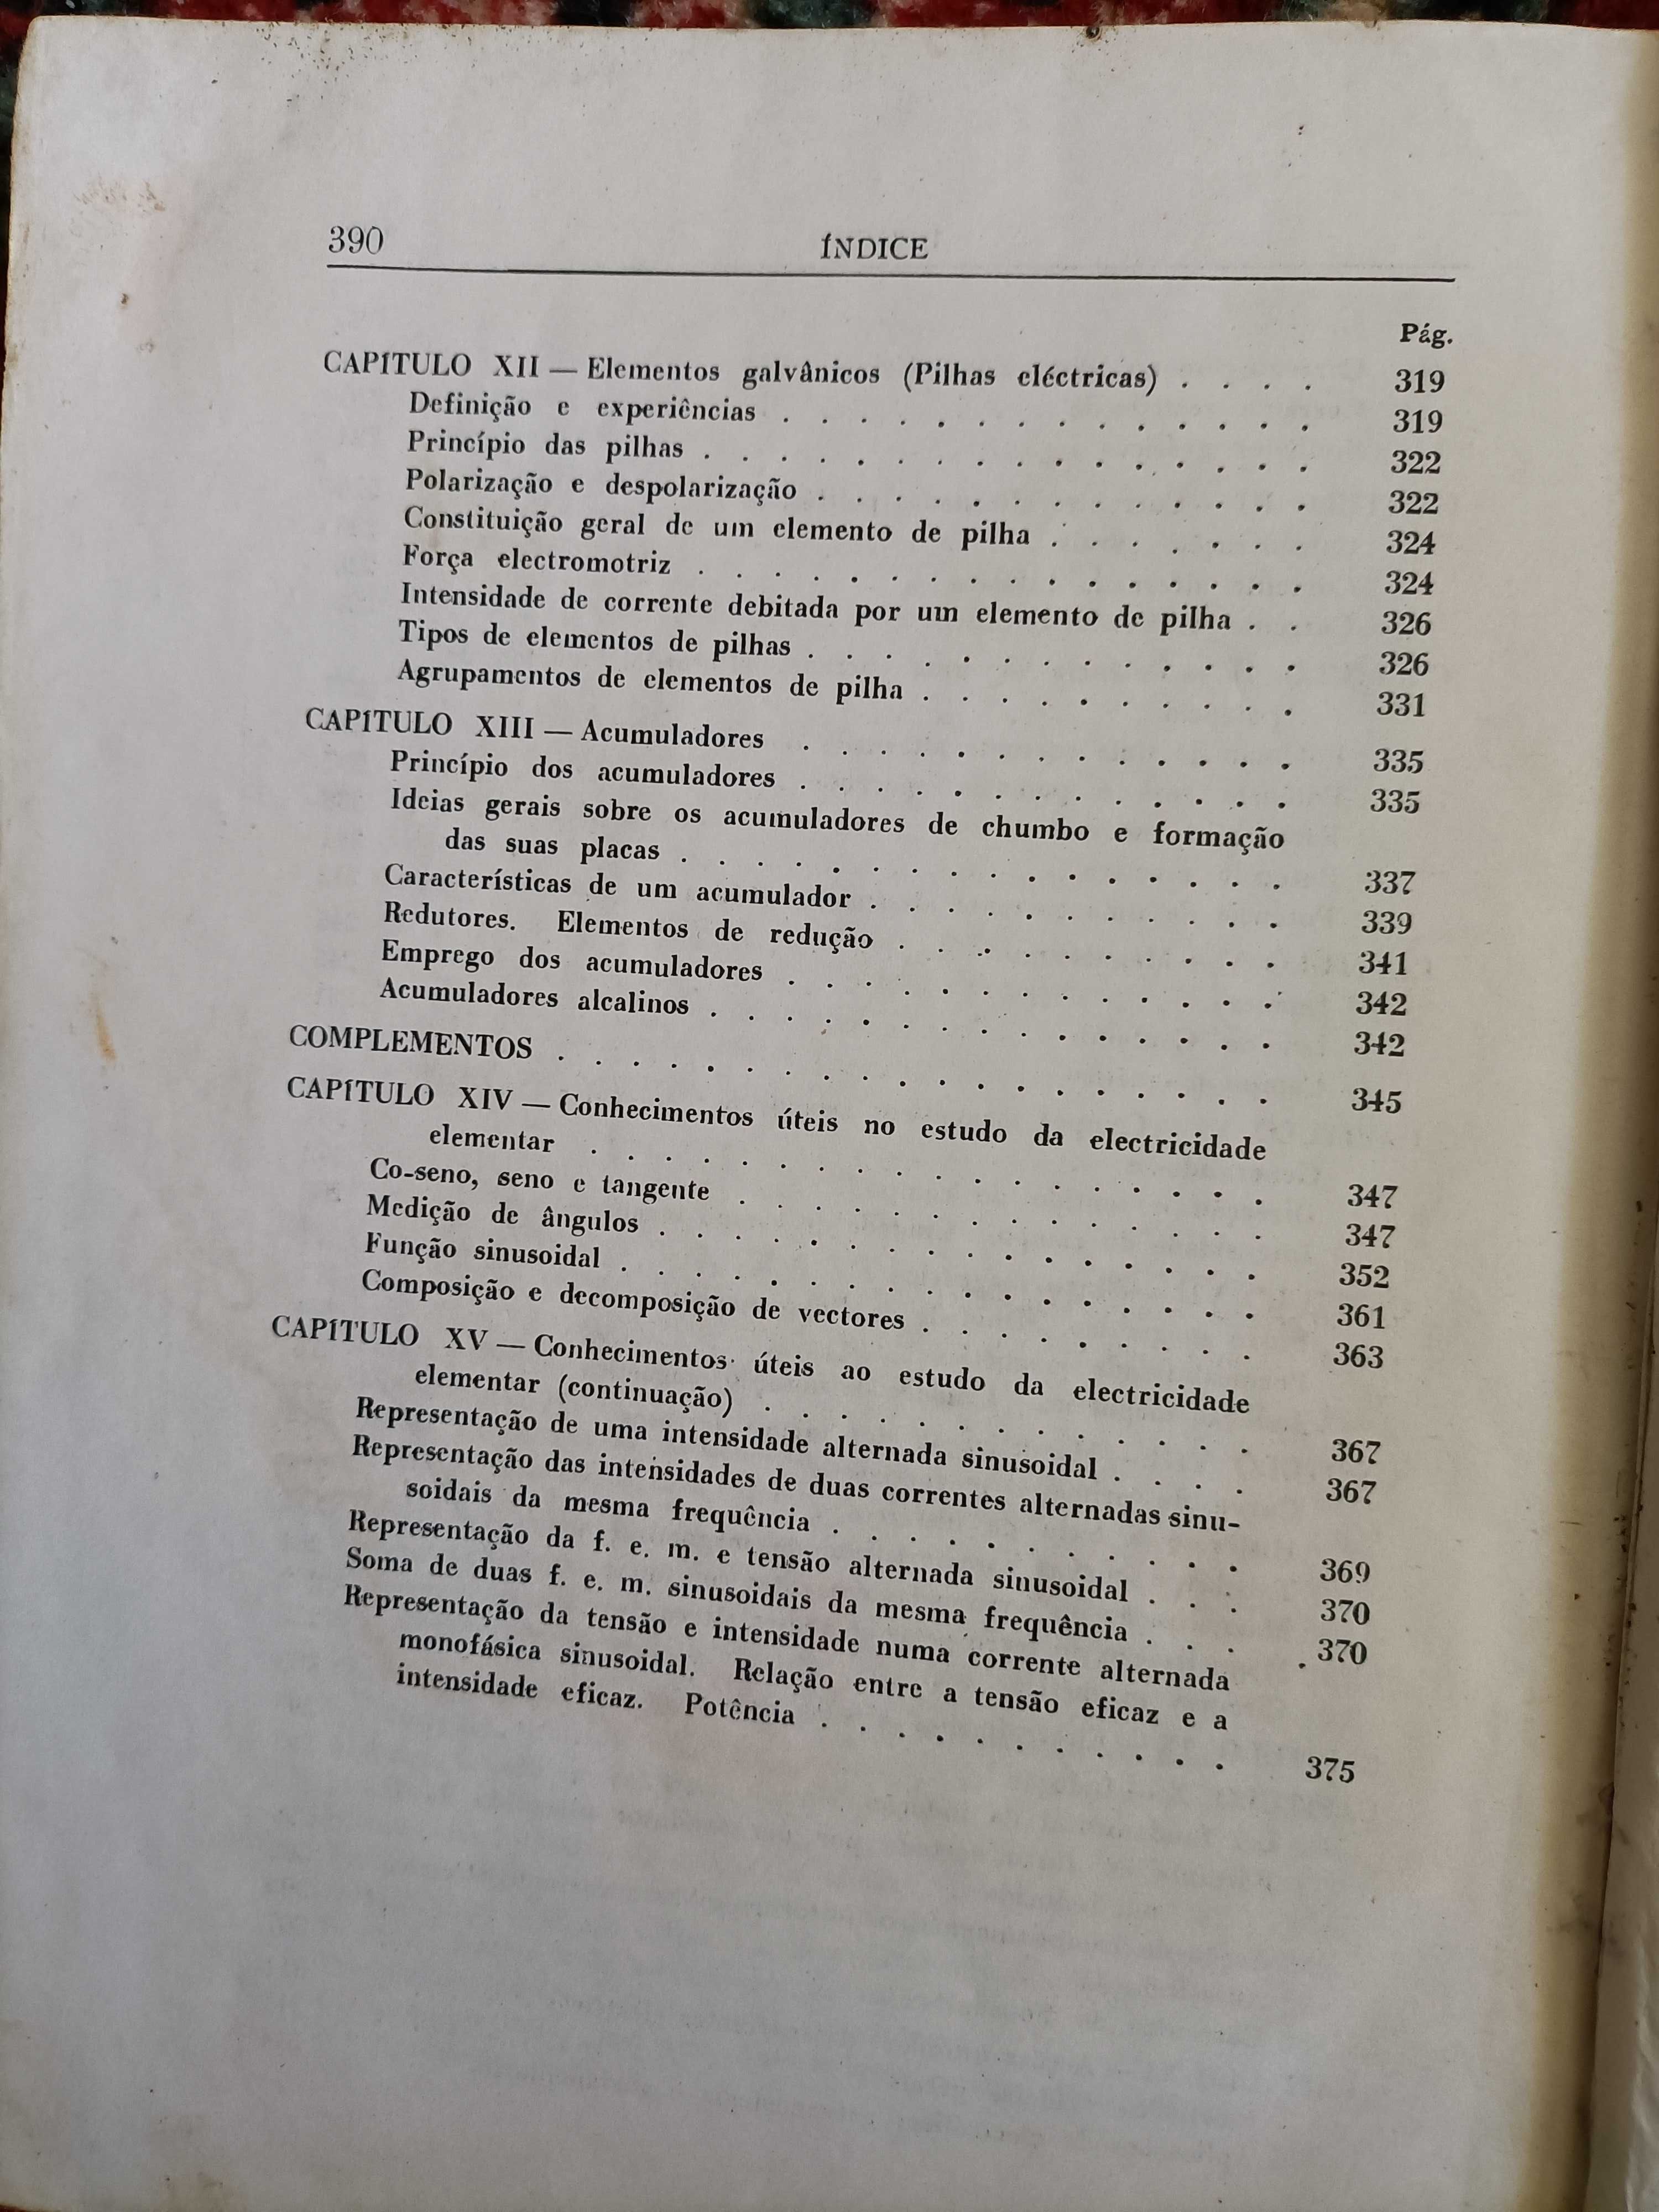 390 ÍNDICE
Pág.
CAPÍTULO XII — Elementos galvânicos (Pilhas eléctricas) . . . . 319
Definição e experiências . . . . . . . . . . . . . . 319
Princípio das pilhas . . . . . . . . . . . . . . . . 322
Polarização e despolarização . . . . . . . . . . . . . 322
Constituição geral de um elemento de pilha . . . . . . . 324
Força electromotriz . . . . . . . . . . . . . . . . 324
Intensidade de corrente debitada por um elemento de pilha . . 326
Tipos de elementos de pilhas . . . . . . . . . . . . . 326
Agrupamentos de elementos de pilha . . . . . . . . . . 331
CAPÍTULO XIII — Acumuladores . . . . . . . . . . . . . 335
Princípio dos acumuladores . . . . . . . . . . . . . 335
Ideias gerais sobre os acumuladores de chumbo e formação
das suas placas . . . . . . . . . . . . . . . . 337
Características de um acumulador . . . . . . . . . . . 339
Redutores. Elementos de redução . . . . . . . . . . 341
Emprego dos acumuladores . . . . . . . . . . . . . 342
Acumuladores alcalinos . . . . . . . . . . . . . . . 342
COMPLEMENTOS . . . . . . . . . . . . . . . . . . . 345
CAPÍTULO XIV — Conhecimentos úteis no estudo da electricidade
elementar . . . . . . . . . . . . . . . . . . 347
Co-seno, seno e tangente . . . . . . . . . . . . . . 347
Medição de ângulos . . . . . . . . . . . . . . . . 352
Função sinusoidal . . . . . . . . . . . . . . . . . 361
Composição e decomposição de vectores . . . . . . . . . 363
CAPÍTULO XV — Conhecimentos úteis ao estudo da electricidade
elementar (continuação) . . . . . . . . . . . . . 367
Representação de uma intensidade alternada sinusoidal . . . . 367
Representação das intensidades de duas correntes alternadas sinu-
soidais da mesma frequência . . . . . . . . . . . 369
Representação da f. e. m. e tensão alternada sinusoidal . . . 370
Soma de duas f. e. m. sinusoidais da mesma frequência . . . 370
Representação da tensão e intensidade numa corrente alternada
monofásica sinusoidal. Relação entre a tensão eficaz e a
intensidade eficaz. Potência . . . . . . . . . . . 375